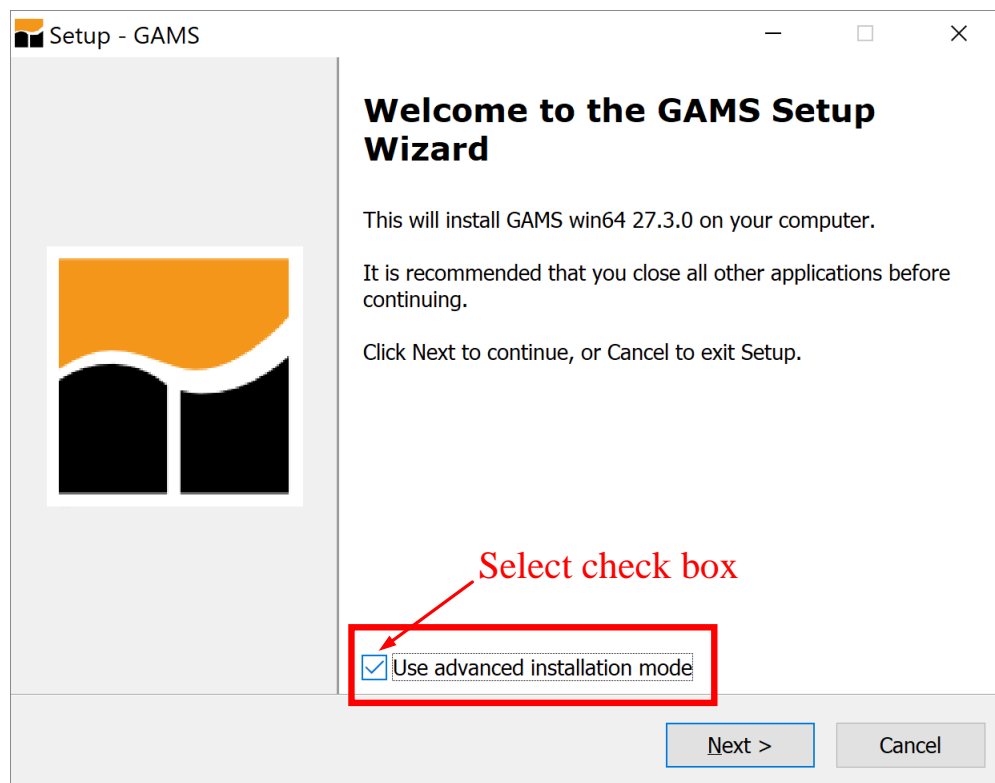 Setup - GAMS
Welcome to the GAMS Setup
Wizard
This will install GAMS win64 27.3.0 on your computer.
It is recommended that you close all other applications before
continuing.
Click Next to continue, or Cancel to exit Setup.
Select check box
Use advanced installation mode
Next >
Cancel